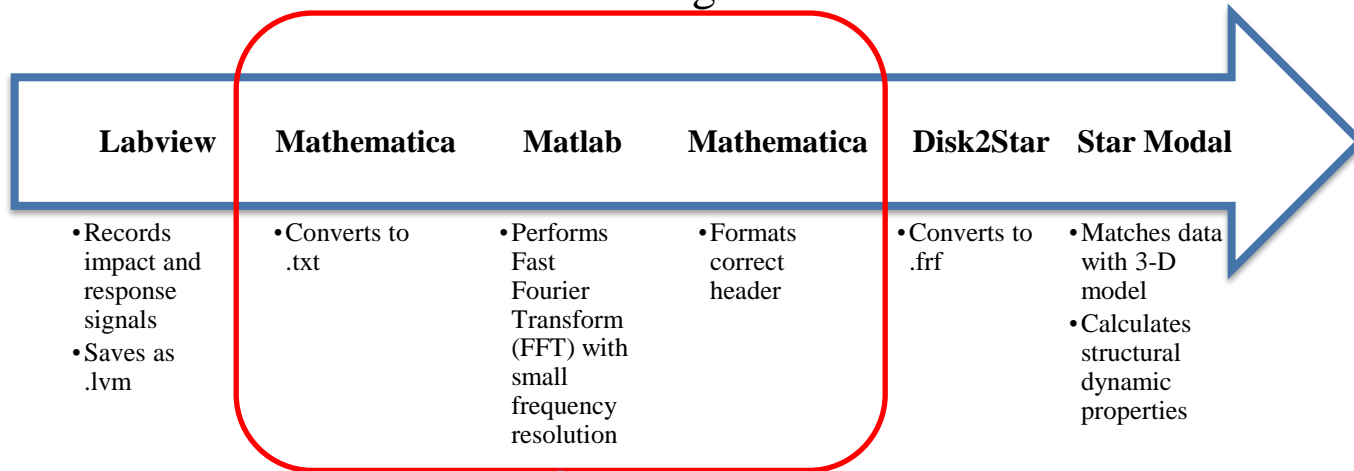 Labview
Mathematica
Matlab
Mathematica
Disk2Star
Star Modal
•Records
impact and
response
signals
•Saves as
.lvm
•Converts to
.txt
•Performs
Fast
Fourier
Transform
(FFT) with
small
frequency
resolution
•Formats
correct
header
•Converts to
.frf
•Matches data
with 3-D
model
•Calculates
structural
dynamic
properties